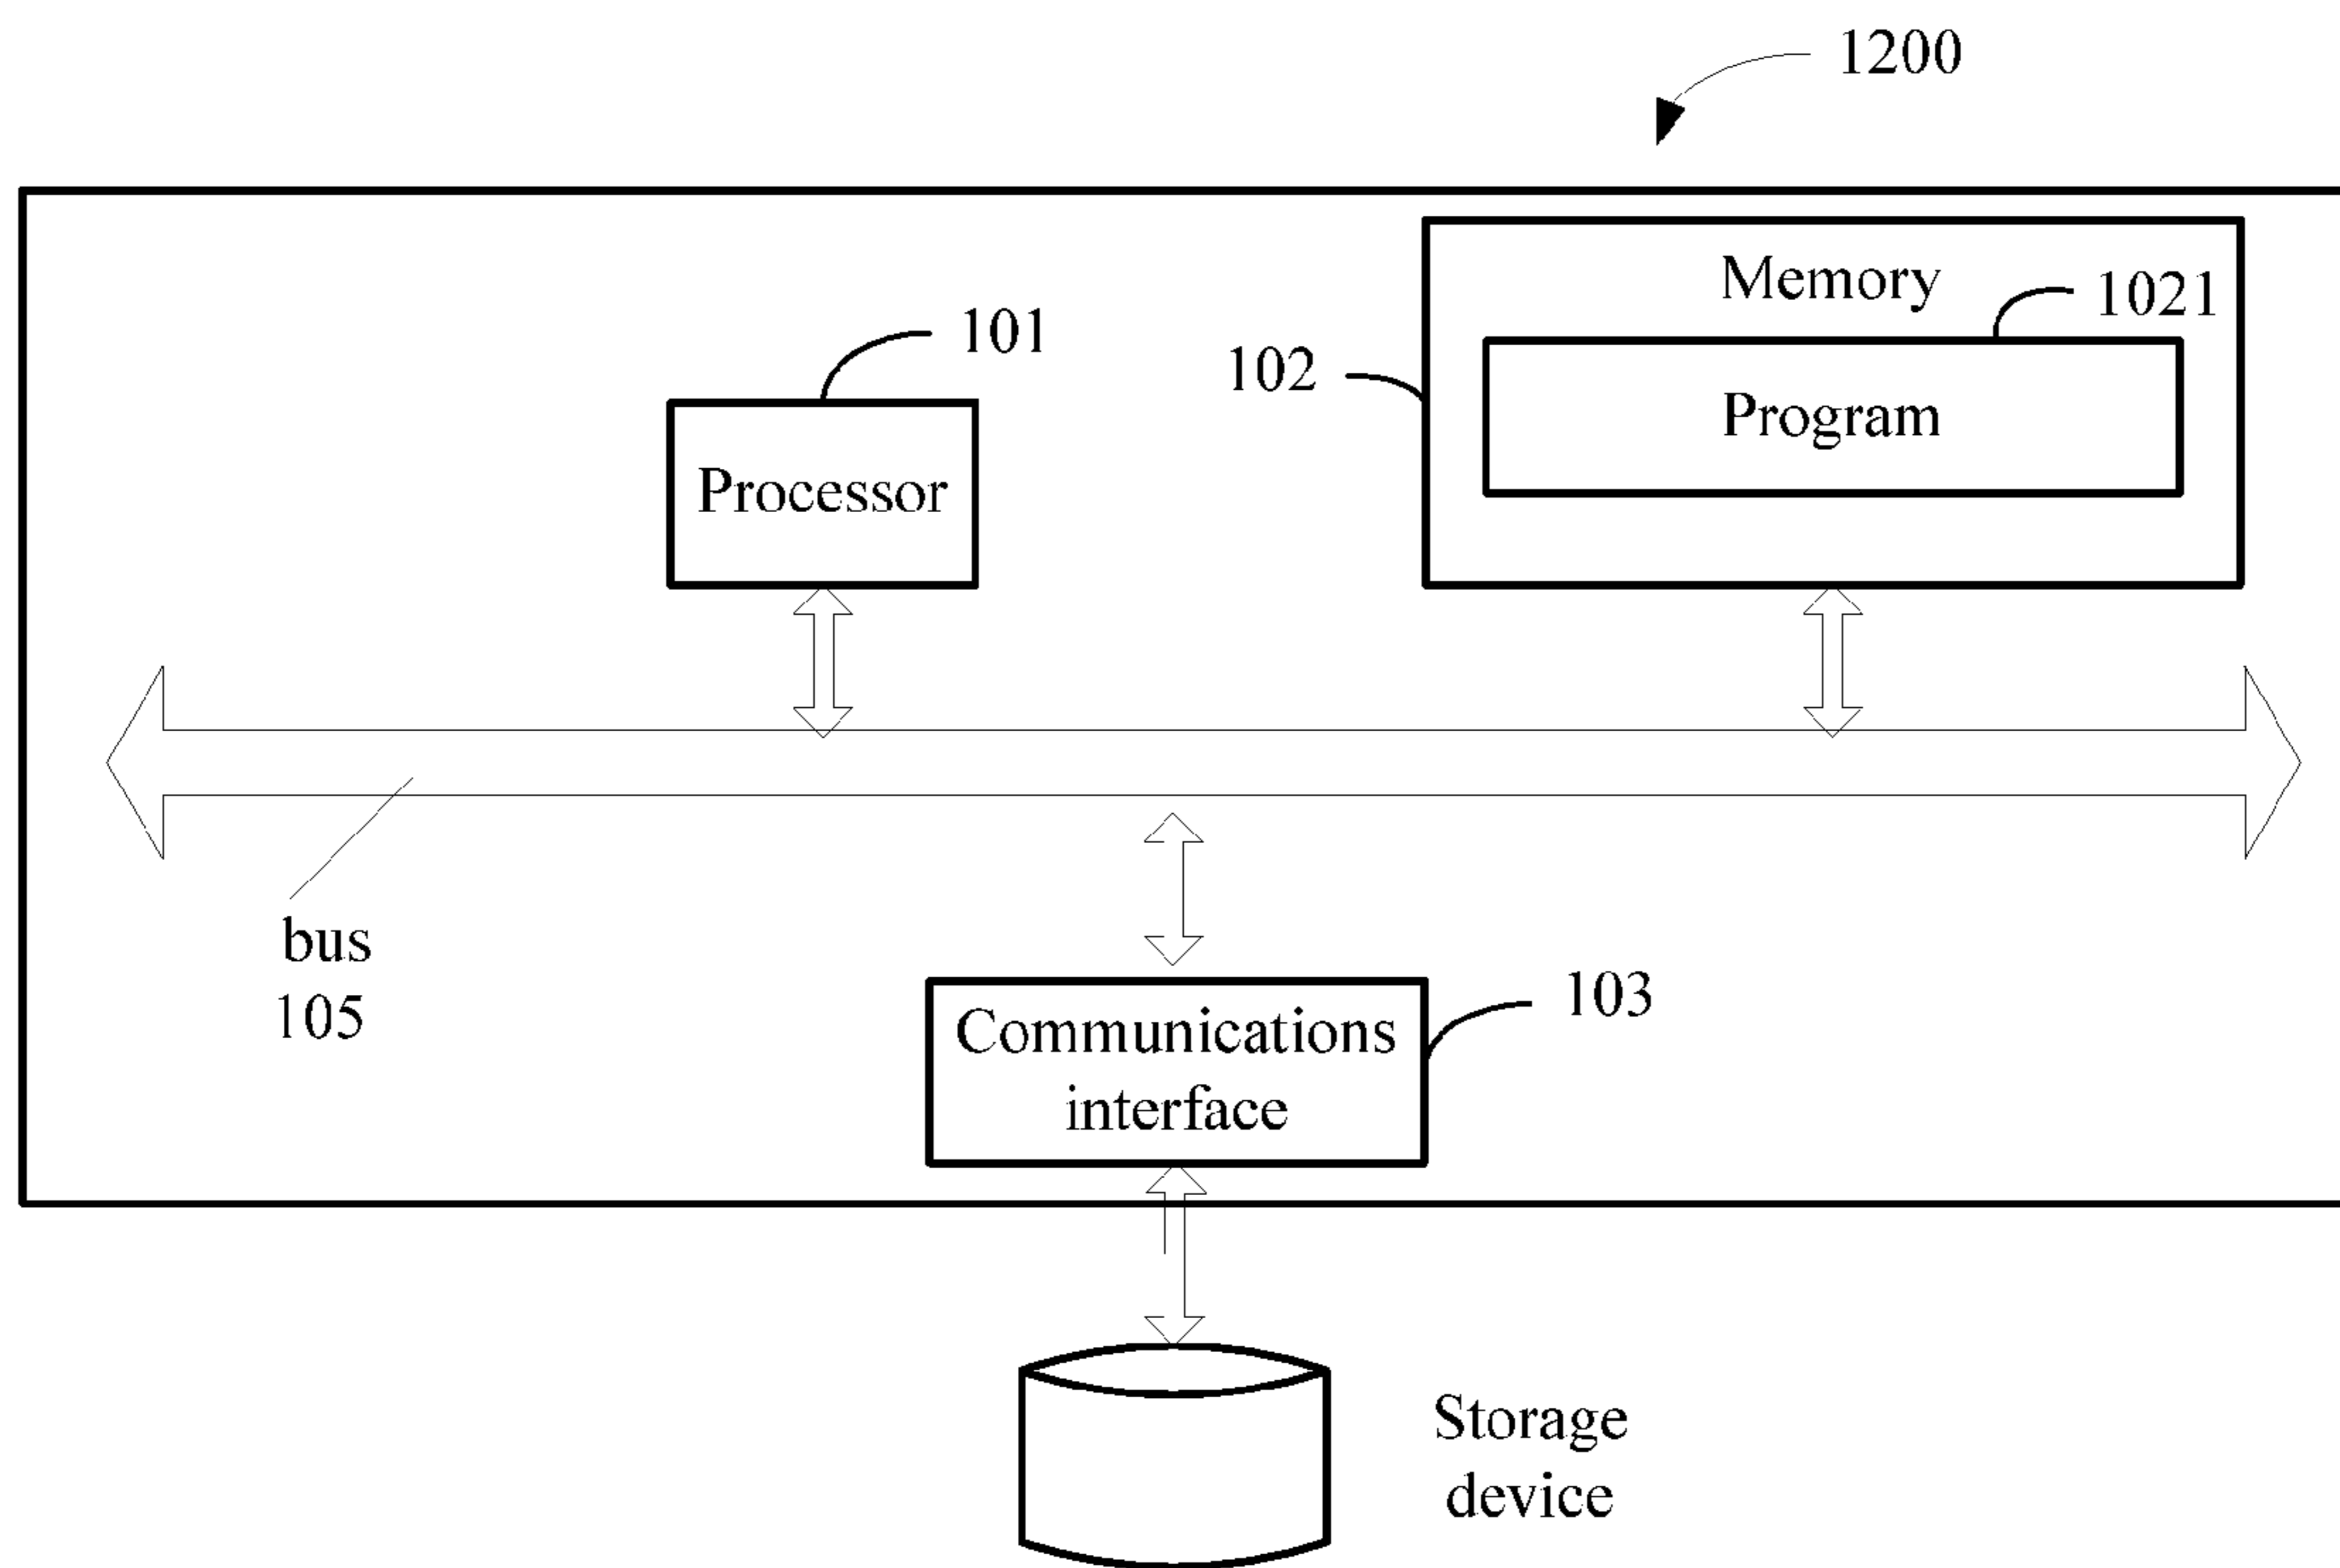 1200
Memory
1021
101
102
Program
Processor
bus
105
103
Communications
interface
Storage
device